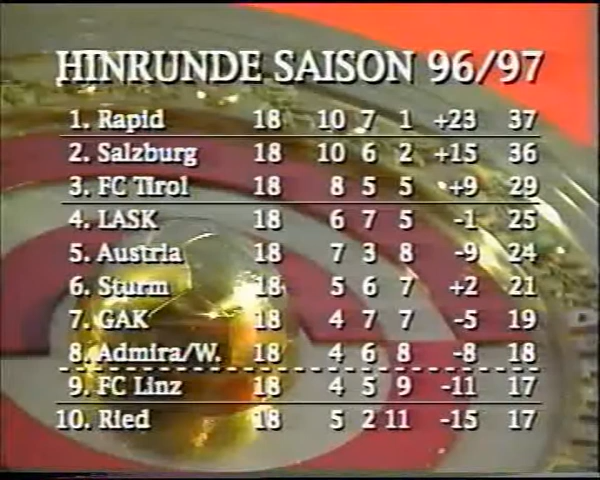 HINRUNDE SAISON 96/97
1. Rapid 18 10 7 1 +23 37
2. Salzburg 18 10 6 2 +15 36
3. FC Tirol 18 8 5 5 +9 29
4. LASK 18 6 7 5 -1 25
5. Austria 18 7 3 8 -9 24
6. Sturm 18 5 6 7 +2 21
7. GAK 18 4 7 7 -5 19
8. Admira/W. 18 4 6 8 -8 18
9. FC Linz 18 4 5 9 -11 17
10. Ried 18 5 2 11 -15 17